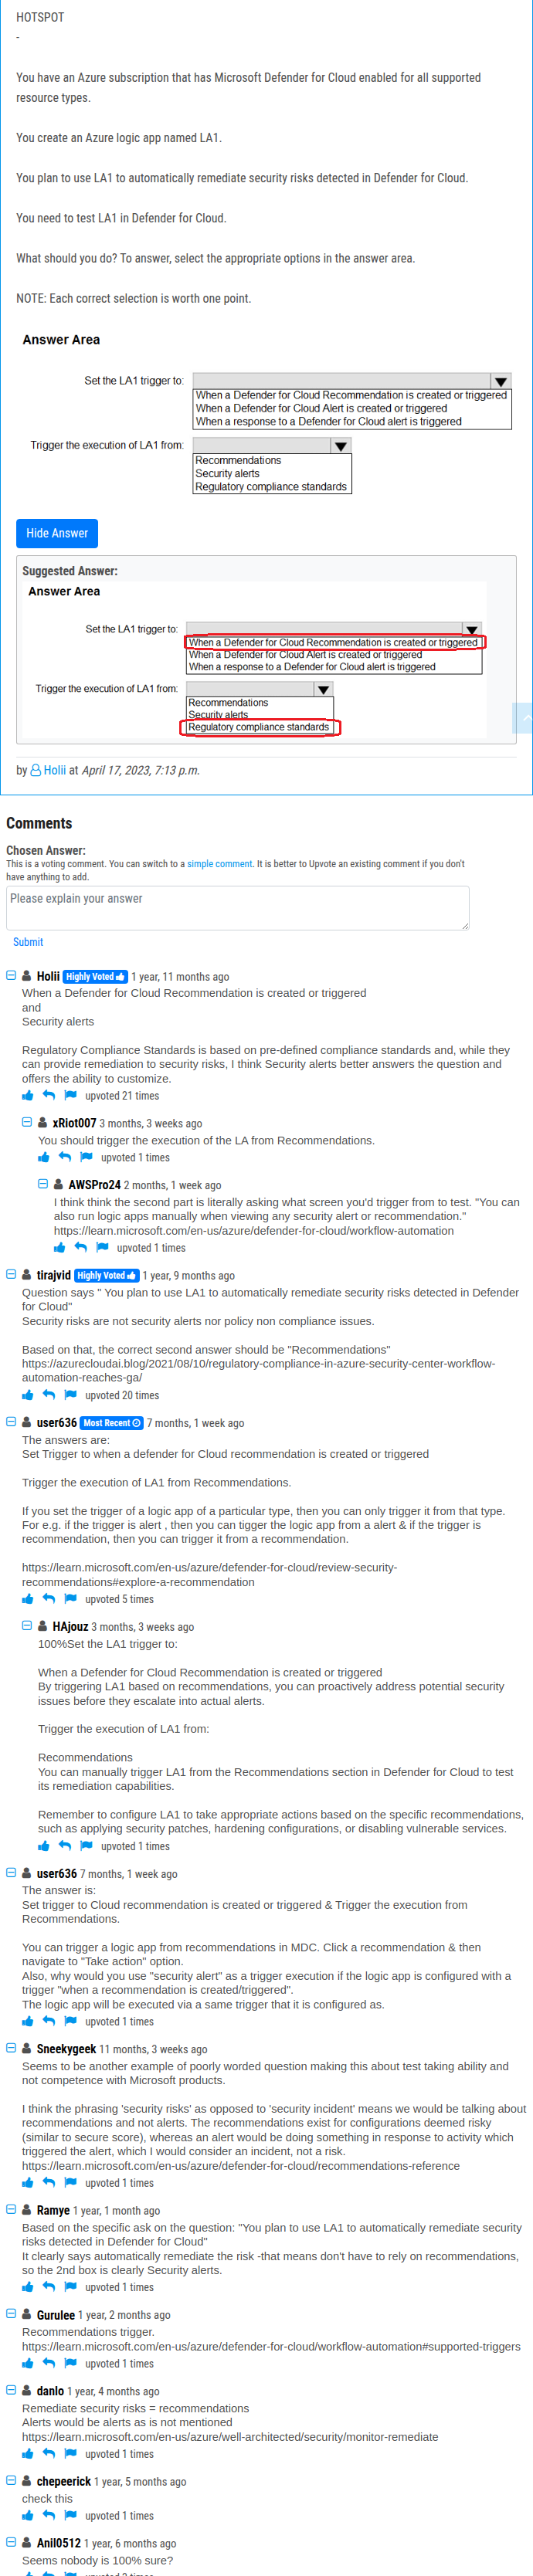 HOTSPOT
-
You have an Azure subscription that has Microsoft Defender for Cloud enabled for all supported
resource types.
You create an Azure logic app named LA1.
You plan to use LA1 to automatically remediate security risks detected in Defender for Cloud.
You need to test LA1 in Defender for Cloud.
What should you do? To answer, select the appropriate options in the answer area.
NOTE: Each correct selection is worth one point.
Answer Area
Set the LA1 trigger to:
When a Defender for Cloud Recommendation is created or triggered
When a Defender for Cloud Alert is created or triggered
When a response to a Defender for Cloud alert is triggered
Trigger the execution of LA1 from:
Recommendations
Security alerts
Regulatory compliance standards
Hide Answer
Suggested Answer:
Answer Area
Set the LA1 trigger to:
When a Defender for Cloud Recommendation is created or triggered
When a Defender for Cloud Alert is created or triggered
When a response to a Defender for Cloud alert is triggered
Trigger the execution of LA1 from:
Recommendations
Security alerts
Regulatory compliance standards
by Holii at April 17, 2023, 7:13 p.m.
Comments
Chosen Answer:
This is a voting comment. You can switch to a simple comment. It is better to Upvote an existing comment if you don't
have anything to add.
Please explain your answer
Submit
Holii Highly Voted 1 year, 11 months ago
When a Defender for Cloud Recommendation is created or triggered
and
Security alerts
Regulatory Compliance Standards is based on pre-defined compliance standards and, while they
can provide remediation to security risks, I think Security alerts better answers the question and
offers the ability to customize.
upvoted 21 times
xRiot007 3 months, 3 weeks ago
You should trigger the execution of the LA from Recommendations.
upvoted 1 times
AWSPro24 2 months, 1 week ago
I think think the second part is literally asking what screen you'd trigger from to test. "You can
also run logic apps manually when viewing any security alert or recommendation."
https://learn.microsoft.com/en-us/azure/defender-for-cloud/workflow-automation
upvoted 1 times
tirajvid Highly Voted 1 year, 9 months ago
Question says " You plan to use LA1 to automatically remediate security risks detected in Defender
for Cloud"
Security risks are not security alerts nor policy non compliance issues.
Based on that, the correct second answer should be "Recommendations"
https://azurecloudai.blog/2021/08/10/regulatory-compliance-in-azure-security-center-workflow-
automation-reaches-ga/
upvoted 20 times
user636 Most Recent 7 months, 1 week ago
The answers are:
Set Trigger to when a defender for Cloud recommendation is created or triggered
Trigger the execution of LA1 from Recommendations.
If you set the trigger of a logic app of a particular type, then you can only trigger it from that type.
For e.g. if the trigger is alert , then you can tigger the logic app from a alert & if the trigger is
recommendation, then you can trigger it from a recommendation.
https://learn.microsoft.com/en-us/azure/defender-for-cloud/review-security-
recommendations#explore-a-recommendation
upvoted 5 times
HAjouz 3 months, 3 weeks ago
100%Set the LA1 trigger to:
When a Defender for Cloud Recommendation is created or triggered
By triggering LA1 based on recommendations, you can proactively address potential security
issues before they escalate into actual alerts.
Trigger the execution of LA1 from:
Recommendations
You can manually trigger LA1 from the Recommendations section in Defender for Cloud to test
its remediation capabilities.
Remember to configure LA1 to take appropriate actions based on the specific recommendations,
such as applying security patches, hardening configurations, or disabling vulnerable services.
upvoted 1 times
user636 7 months, 1 week ago
The answer is:
Set trigger to Cloud recommendation is created or triggered & Trigger the execution from
Recommendations.
You can trigger a logic app from recommendations in MDC. Click a recommendation & then
navigate to "Take action" option.
Also, why would you use "security alert" as a trigger execution if the logic app is configured with a
trigger "when a recommendation is created/triggered".
The logic app will be executed via a same trigger that it is configured as.
upvoted 1 times
Sneekygeek 11 months, 3 weeks ago
Seems to be another example of poorly worded question making this about test taking ability and
not competence with Microsoft products.
I think the phrasing 'security risks' as opposed to 'security incident' means we would be talking about
recommendations and not alerts. The recommendations exist for configurations deemed risky
(similar to secure score), whereas an alert would be doing something in response to activity which
triggered the alert, which I would consider an incident, not a risk.
https://learn.microsoft.com/en-us/azure/defender-for-cloud/recommendations-reference
upvoted 1 times
Ramye 1 year, 1 month ago
Based on the specific ask on the question: "You plan to use LA1 to automatically remediate security
risks detected in Defender for Cloud"
It clearly says automatically remediate the risk -that means don't have to rely on recommendations,
so the 2nd box is clearly Security alerts.
upvoted 1 times
Gurulee 1 year, 2 months ago
Recommendations trigger.
https://learn.microsoft.com/en-us/azure/defender-for-cloud/workflow-automation#supported-triggers
upvoted 1 times
danlo 1 year, 4 months ago
Remediate security risks = recommendations
Alerts would be alerts as is not mentioned
https://learn.microsoft.com/en-us/azure/well-architected/security/monitor-remediate
upvoted 1 times
chepeerick 1 year, 5 months ago
check this
upvoted 1 times
Anil0512 1 year, 6 months ago
Seems nobody is 100% sure?